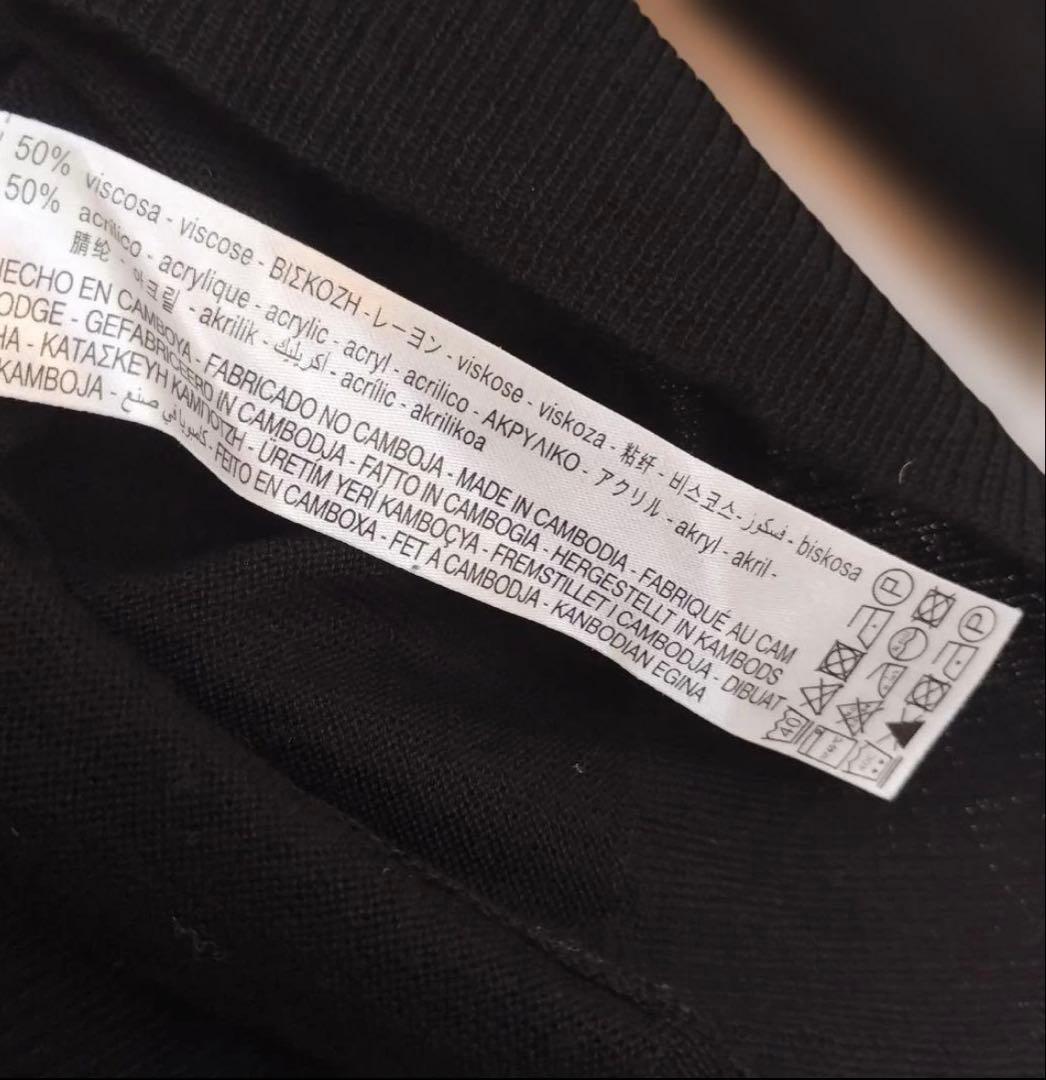 50% viscosa - viscose - ΒΙΣΚΟΖΗ - レーヨン - viskose - viskoza - 粘纤 - 비스코스 - فسكوز - biskosa
50% acrílico - acrylique - acrylic - acryl - acrilico - ΑΚΡΥΛΙΚΟ - アクリル - akryl - akril -
腈纶 - 아크릴 - akrilik - أكريليك - acrílic - akrilikoa
HECHO EN CAMBOYA - FABRICADO NO CAMBOJA - MADE IN CAMBODIA - FABRIQUÉ AU CAM
ODGE - GEFABRICEERD IN CAMBODJA - FATTO IN CAMBOGIA - HERGESTELLT IN KAMBODS
HA - ΚΑΤΑΣΚΕΥΗ ΚΑΜΠΟΤΖΗ - ÜRETİM YERİ KAMBOÇYA - FREMSTILLET I CAMBODJA - DIBUAT
KAMBOJA - صنع في كمبوديا - FEITO EN CAMBOXA - FET A CAMBODJA - KANBODIAN EGINA
P P
40